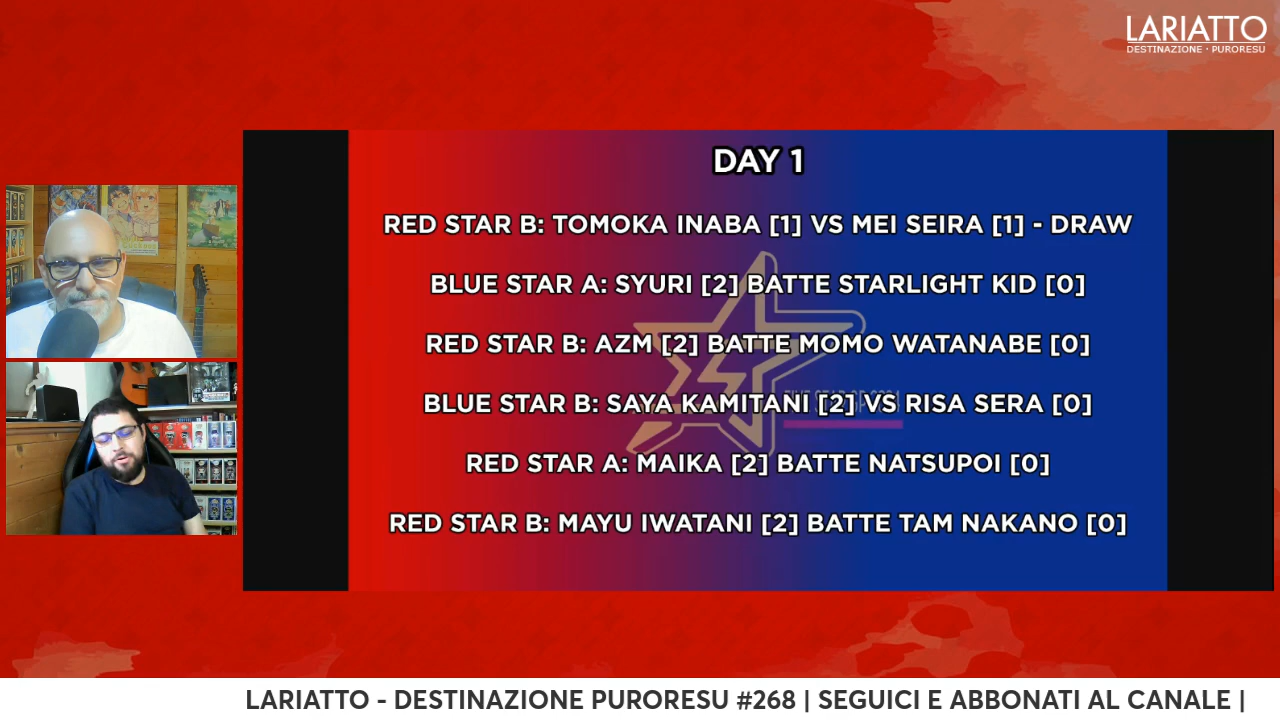 LARIATTO
DESTINAZIONE • PURORESU
DAY 1
RED STAR B: TOMOKA INABA [1] VS MEI SEIRA [1] - DRAW
BLUE STAR A: SYURI [2] BATTE STARLIGHT KID [0]
RED STAR B: AZM [2] BATTE MOMO WATANABE [0]
BLUE STAR B: SAYA KAMITANI [2] VS RISA SERA [0]
RED STAR A: MAIKA [2] BATTE NATSUPOI [0]
RED STAR B: MAYU IWATANI [2] BATTE TAM NAKANO [0]
LARIATTO - DESTINAZIONE PURORESU #268 | SEGUICI E ABBONATI AL CANALE |